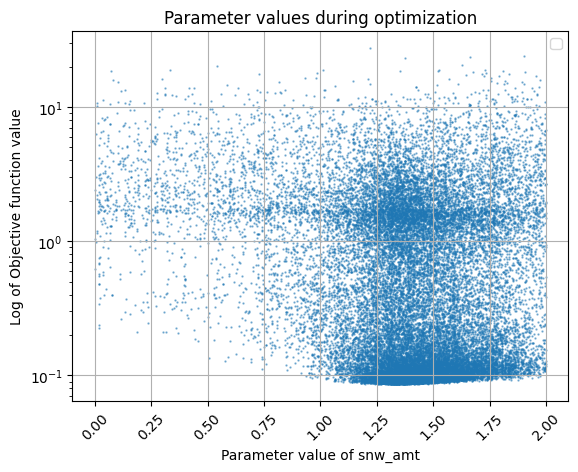 Parameter values during optimization
Log of Objective function value
10¹
10⁰
10⁻¹
0.00 0.25 0.50 0.75 1.00 1.25 1.50 1.75 2.00
Parameter value of snw_amt